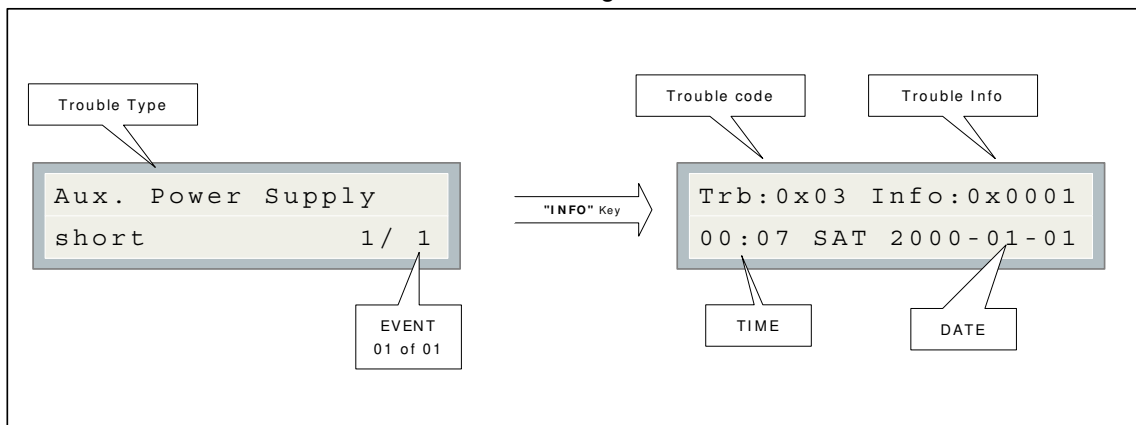 Trouble Type
Aux. Power Supply
short 1/ 1
EVENT
01 of 01
"INFO" Key
Trouble code
Trouble Info
Trb:0x03 Info:0x0001
00:07 SAT 2000-01-01
TIME
DATE